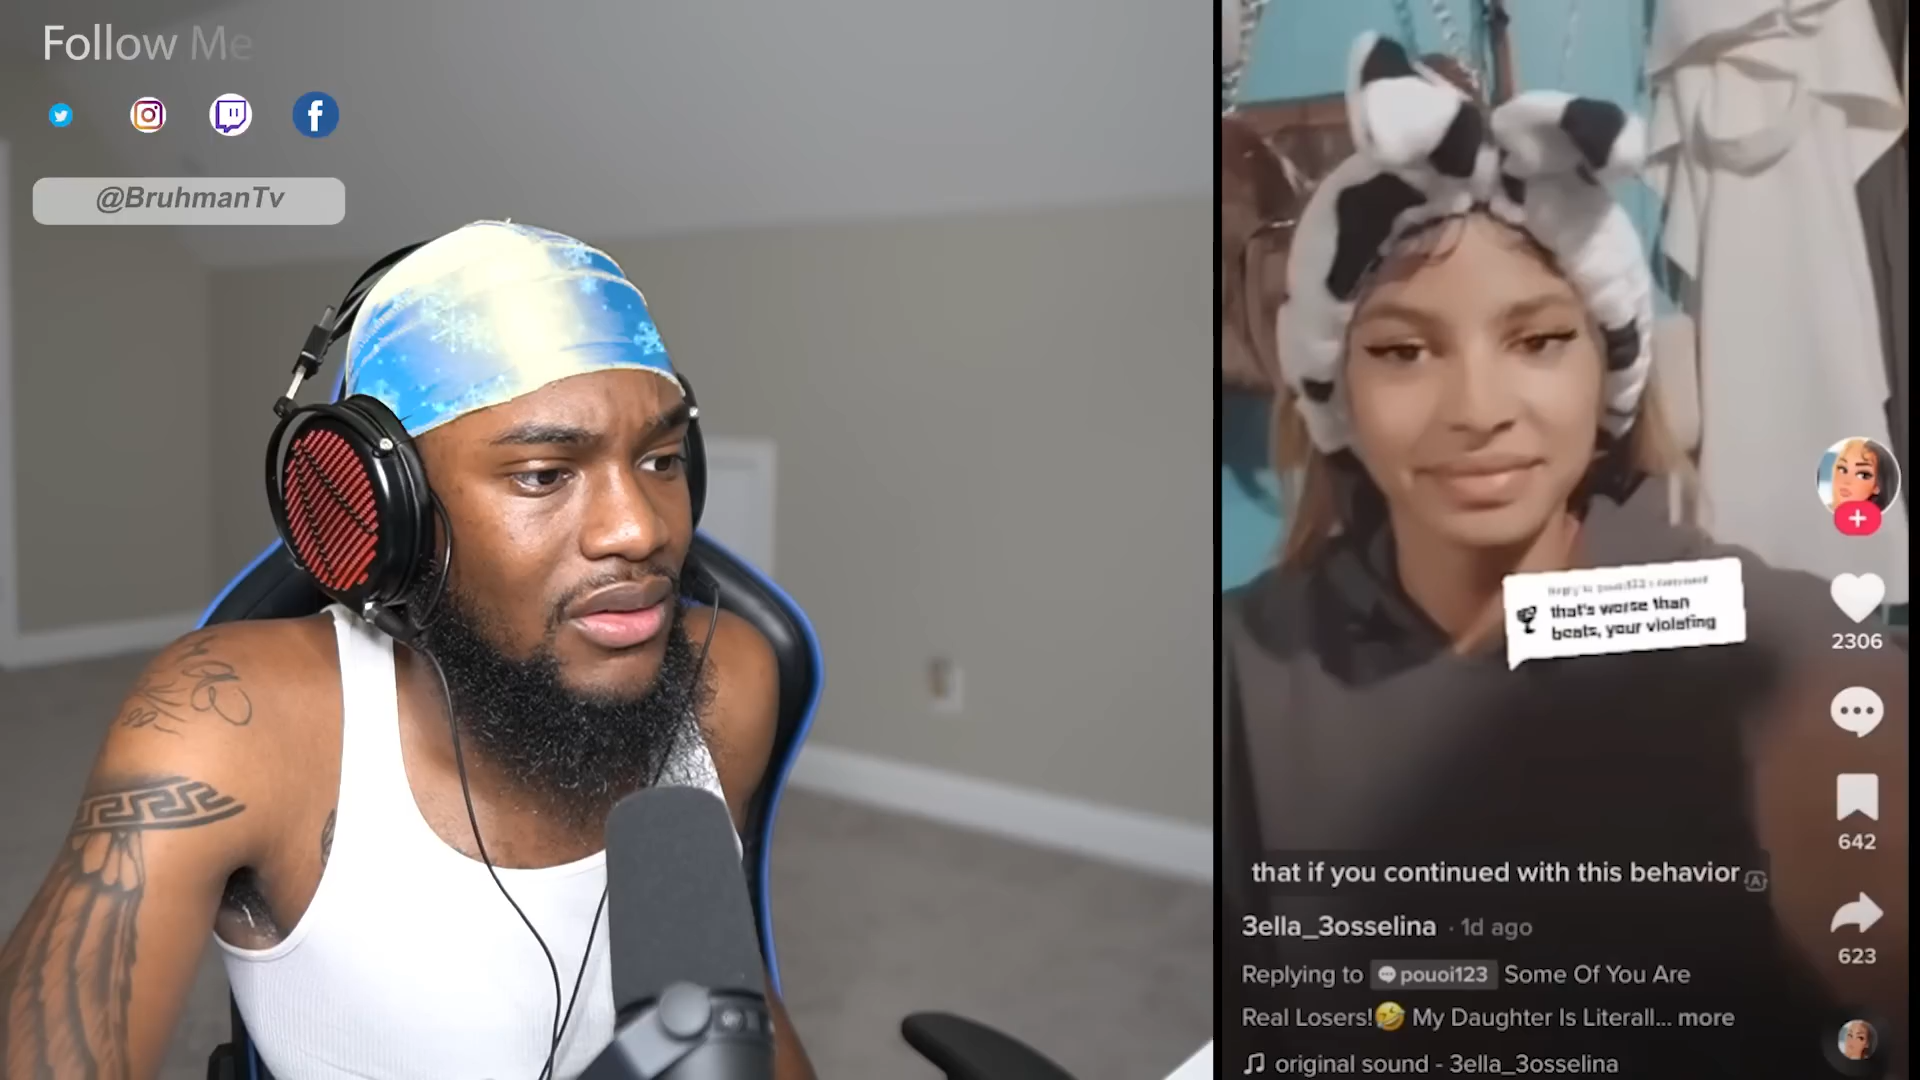 Follow Me
@BruhmanTv
that's worse than
beats, your violating
2306
642
623
that if you continued with this behavior
3ella_3osselina · 1d ago
Replying to pouoi123 Some Of You Are
Real Losers!🤣 My Daughter Is Literall... more
original sound - 3ella_3osselina